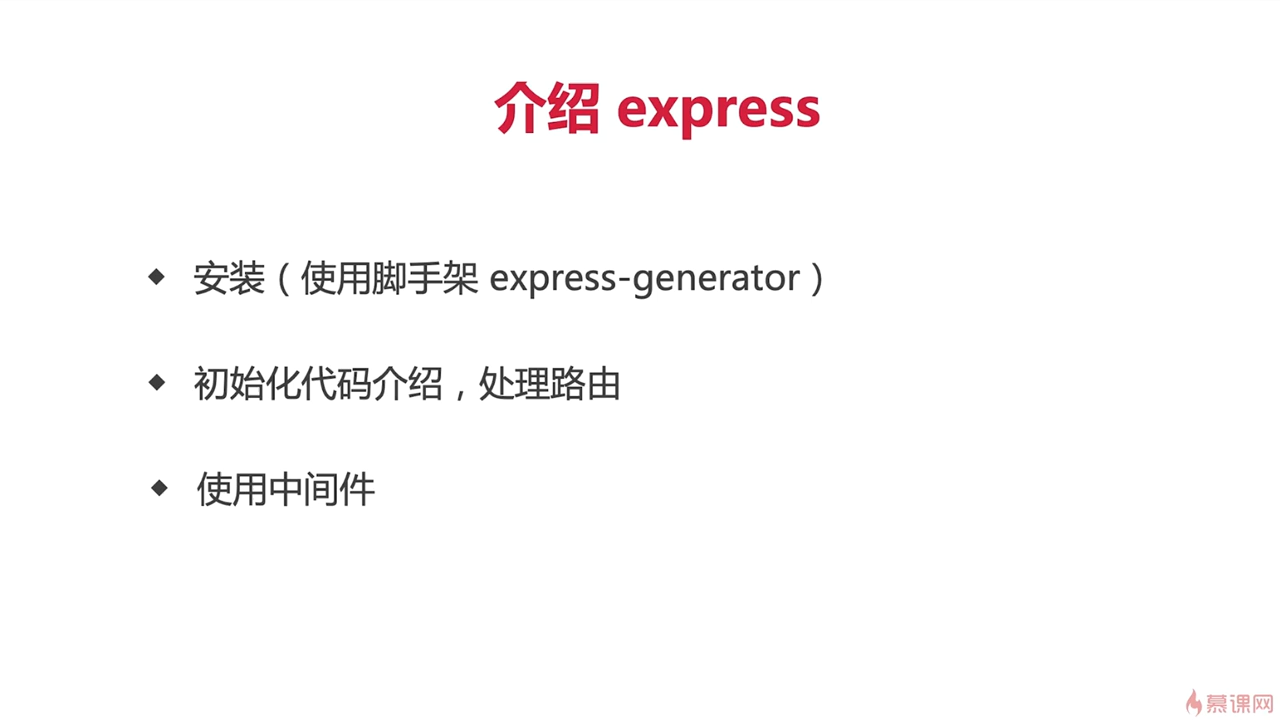 介绍 express
安装（使用脚手架 express-generator）
初始化代码介绍，处理路由
使用中间件
慕课网